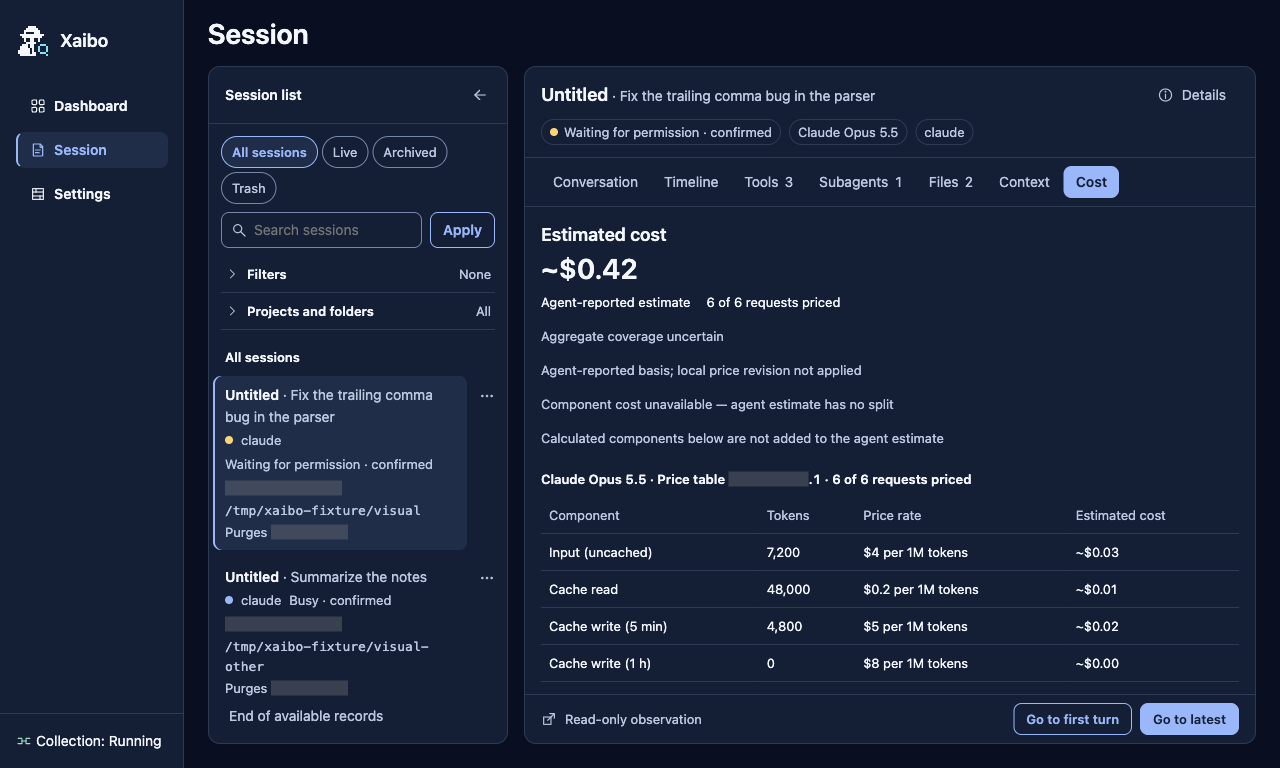 Xaibo
Dashboard
Session
Settings
Collection: Running
Session
Session list
All sessions
Live
Archived
Trash
Search sessions
Apply
Filters
None
Projects and folders
All
All sessions
Untitled · Fix the trailing comma
bug in the parser
claude
Waiting for permission · confirmed
/tmp/xaibo-fixture/visual
Purges
Untitled · Summarize the notes
claude Busy · confirmed
/tmp/xaibo-fixture/visual-
other
Purges
End of available records
Untitled · Fix the trailing comma bug in the parser
Details
Waiting for permission · confirmed
Claude Opus 5.5
claude
Conversation
Timeline
Tools 3
Subagents 1
Files 2
Context
Cost
Estimated cost
~$0.42
Agent-reported estimate 6 of 6 requests priced
Aggregate coverage uncertain
Agent-reported basis; local price revision not applied
Component cost unavailable — agent estimate has no split
Calculated components below are not added to the agent estimate
Claude Opus 5.5 · Price table .1 · 6 of 6 requests priced
Component Tokens Price rate Estimated cost
Input (uncached) 7,200 $4 per 1M tokens ~$0.03
Cache read 48,000 $0.2 per 1M tokens ~$0.01
Cache write (5 min) 4,800 $5 per 1M tokens ~$0.02
Cache write (1 h) 0 $8 per 1M tokens ~$0.00
Read-only observation
Go to first turn
Go to latest